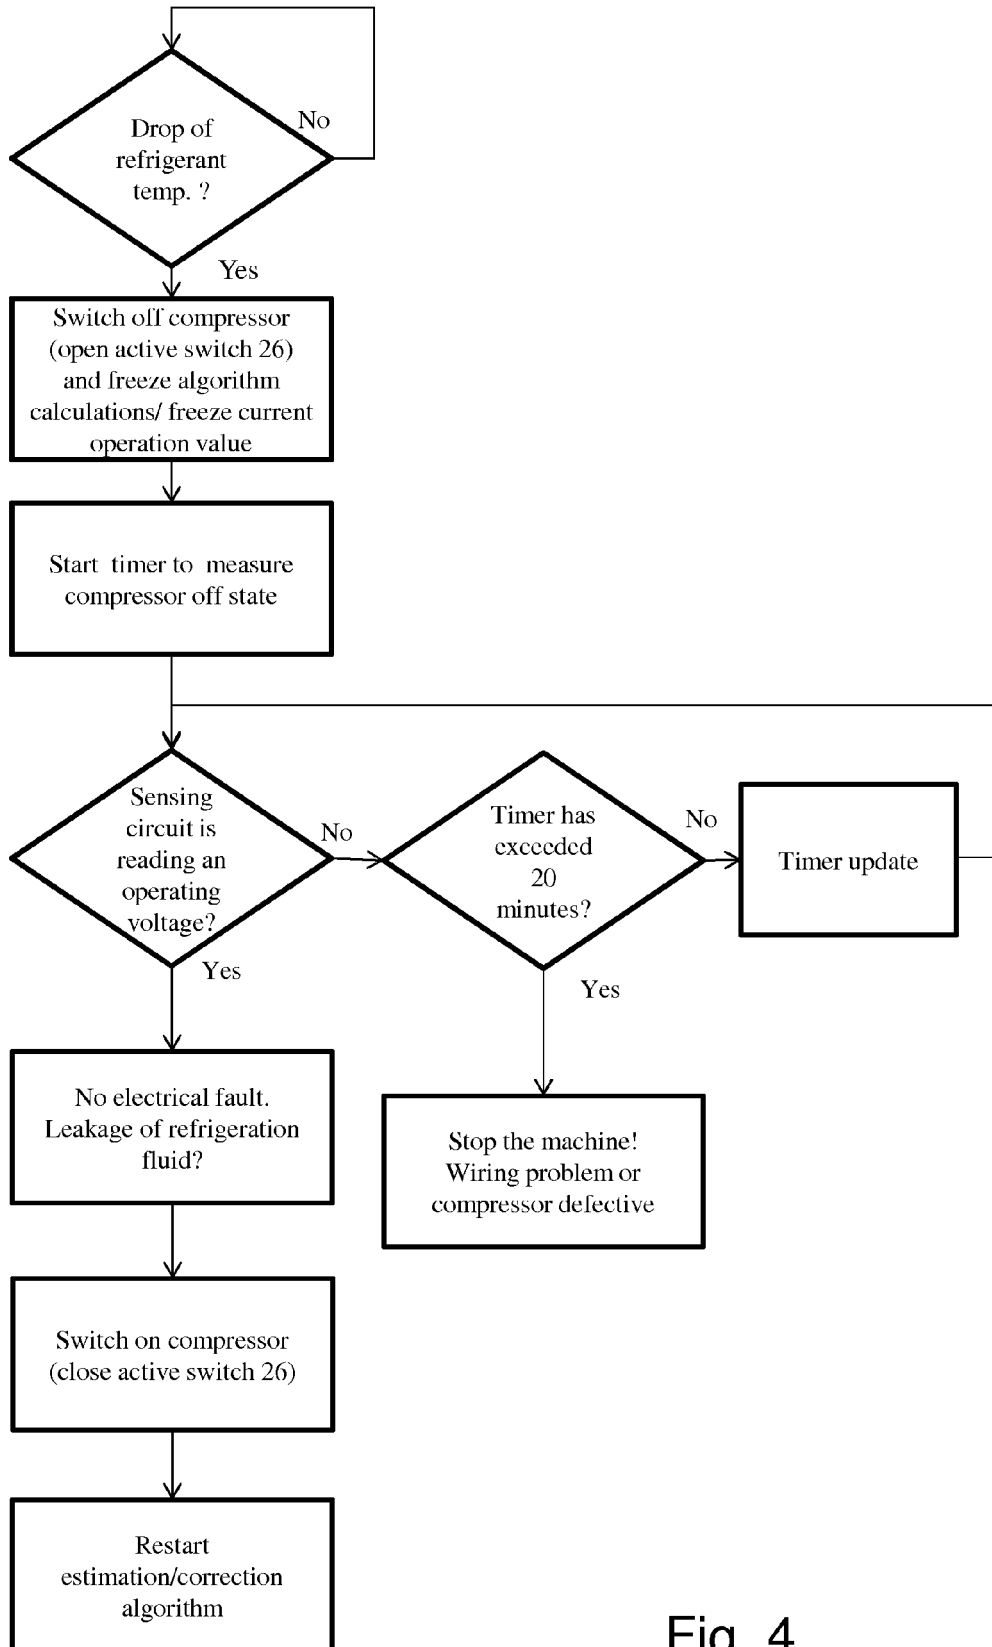 No
Drop of
refrigerant
temp. ?
Yes
Switch off compressor
(open active switch 26)
and freeze algorithm
calculations/ freeze current
operation value
Start timer to measure
compressor off state
Sensing
circuit is
reading an
operating
voltage?
No
Timer has
exceeded
20
minutes?
No
Timer update
Yes
Yes
No electrical fault.
Leakage of refrigeration
fluid?
Stop the machine!
Wiring problem or
compressor defective
Switch on compressor
(close active switch 26)
Restart
estimation/correction
algorithm
Fig. 4